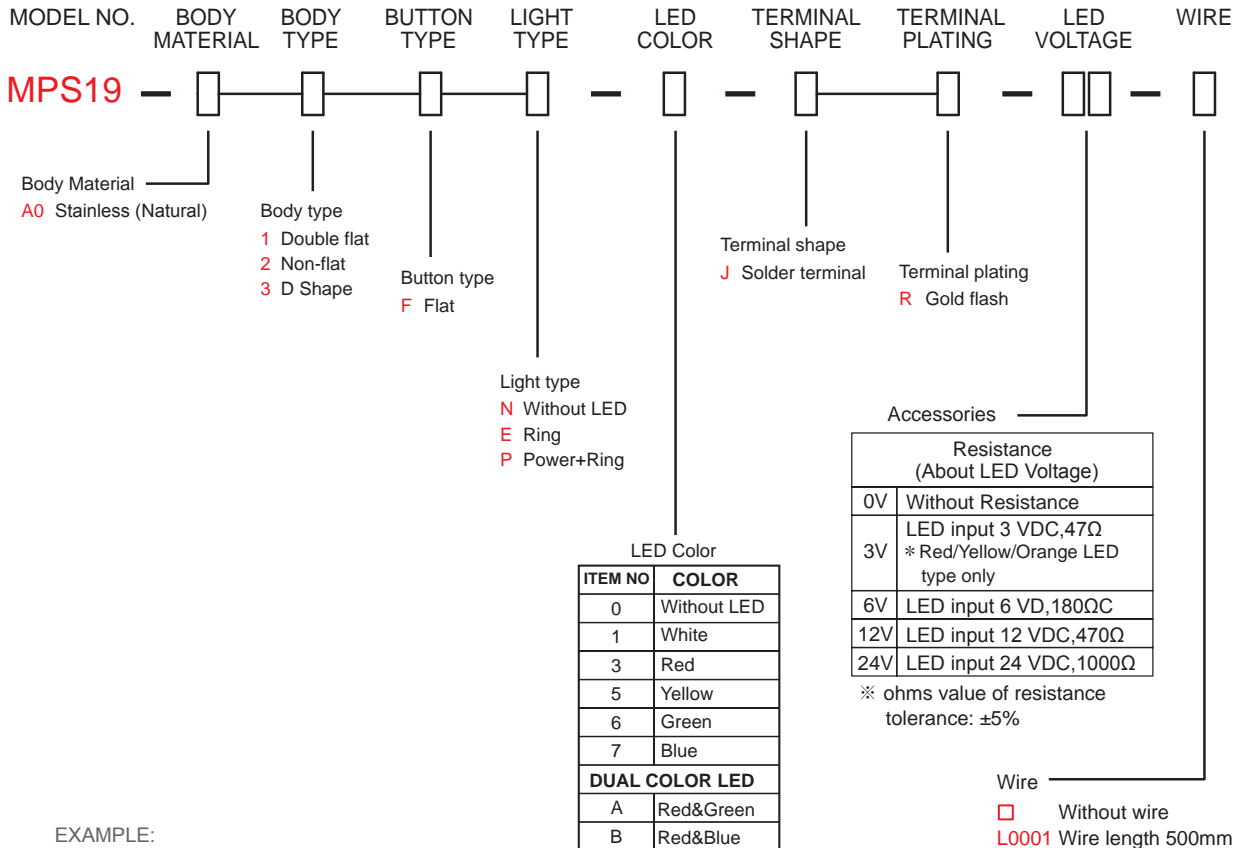 MODEL NO. BODY MATERIAL BODY TYPE BUTTON TYPE LIGHT TYPE LED COLOR TERMINAL SHAPE TERMINAL PLATING LED VOLTAGE WIRE
MPS19
Body Material
A0 Stainless (Natural)
Body type
1 Double flat
2 Non-flat
3 D Shape
Button type
F Flat
Light type
N Without LED
E Ring
P Power+Ring
LED Color
ITEM NO COLOR
0 Without LED
1 White
3 Red
5 Yellow
6 Green
7 Blue
DUAL COLOR LED
A Red&Green
B Red&Blue
Terminal shape
J Solder terminal
Terminal plating
R Gold flash
Accessories
Resistance
(About LED Voltage)
0V Without Resistance
3V LED input 3 VDC,47Ω
* Red/Yellow/Orange LED
type only
6V LED input 6 VD,180ΩC
12V LED input 12 VDC,470Ω
24V LED input 24 VDC,1000Ω
※ ohms value of resistance
tolerance: ±5%
Wire
□ Without wire
L0001 Wire length 500mm
EXAMPLE: